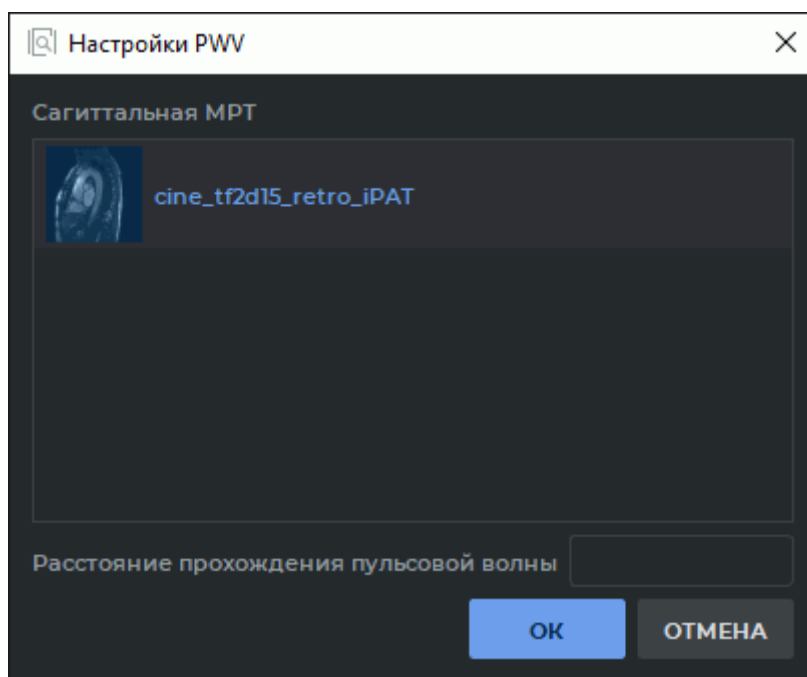 Настройки PWV
Сагиттальная МРТ
cine_tf2d15_retro_iPAT
Расстояние прохождения пульсовой волны
ОК
ОТМЕНА